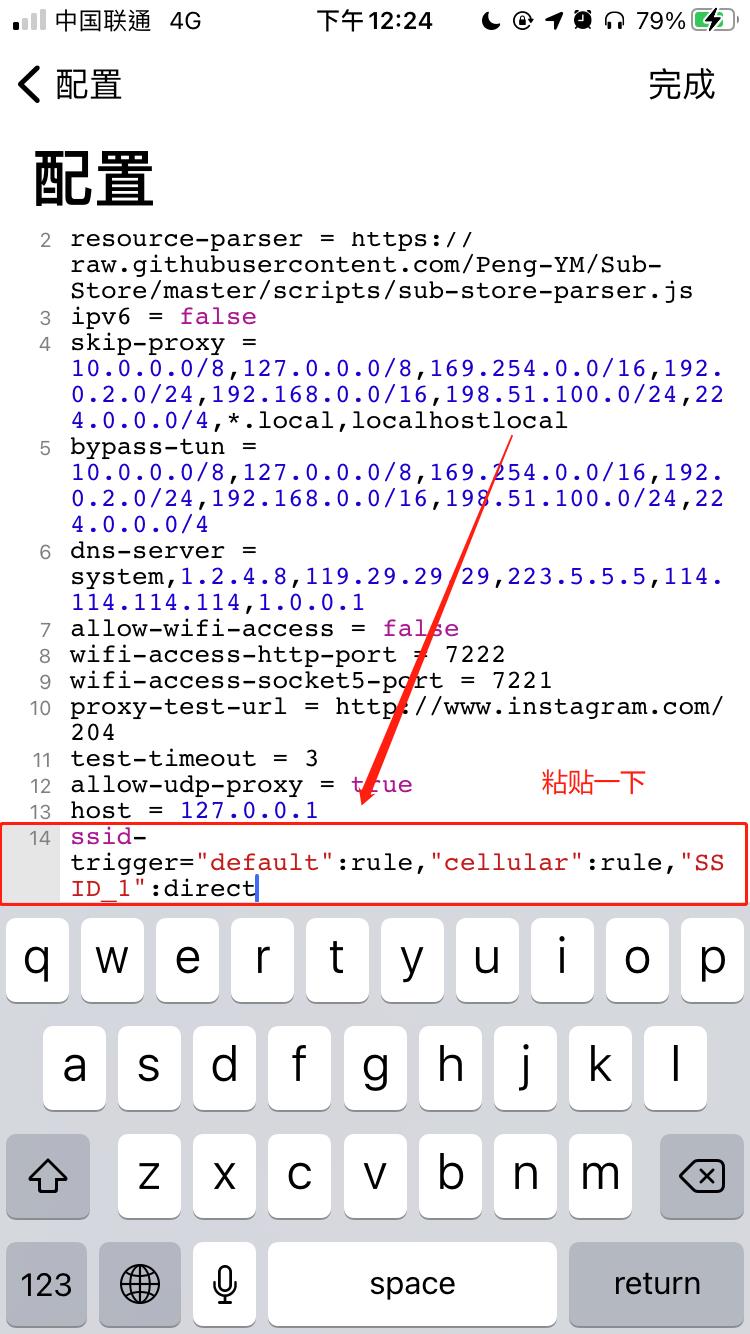 中国联通 4G 下午12:24 79%
配置 完成
配置
2 resource-parser = https://
raw.githubusercontent.com/Peng-YM/Sub-
Store/master/scripts/sub-store-parser.js
3 ipv6 = false
4 skip-proxy =
10.0.0.0/8,127.0.0.0/8,169.254.0.0/16,192.
0.2.0/24,192.168.0.0/16,198.51.100.0/24,22
4.0.0.0/4,*.local,localhostlocal
5 bypass-tun =
10.0.0.0/8,127.0.0.0/8,169.254.0.0/16,192.
0.2.0/24,192.168.0.0/16,198.51.100.0/24,22
4.0.0.0/4
6 dns-server =
system,1.2.4.8,119.29.29.29,223.5.5.5,114.
114.114.114,1.0.0.1
7 allow-wifi-access = false
8 wifi-access-http-port = 7222
9 wifi-access-socket5-port = 7221
10 proxy-test-url = http://www.instagram.com/
204
11 test-timeout = 3
12 allow-udp-proxy = true
粘贴一下
13 host = 127.0.0.1
14 ssid-
trigger="default":rule,"cellular":rule,"SS
ID_1":direct
q w e r t y u i o p
a s d f g h j k l
z x c v b n m
123 space return